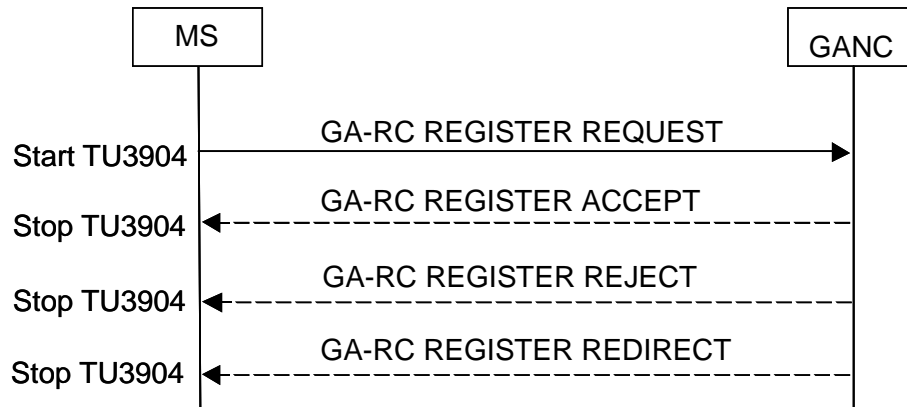 MS
GANC
GA-RC REGISTER REQUEST
Start TU3904
GA-RC REGISTER ACCEPT
Stop TU3904
GA-RC REGISTER REJECT
Stop TU3904
GA-RC REGISTER REDIRECT
Stop TU3904